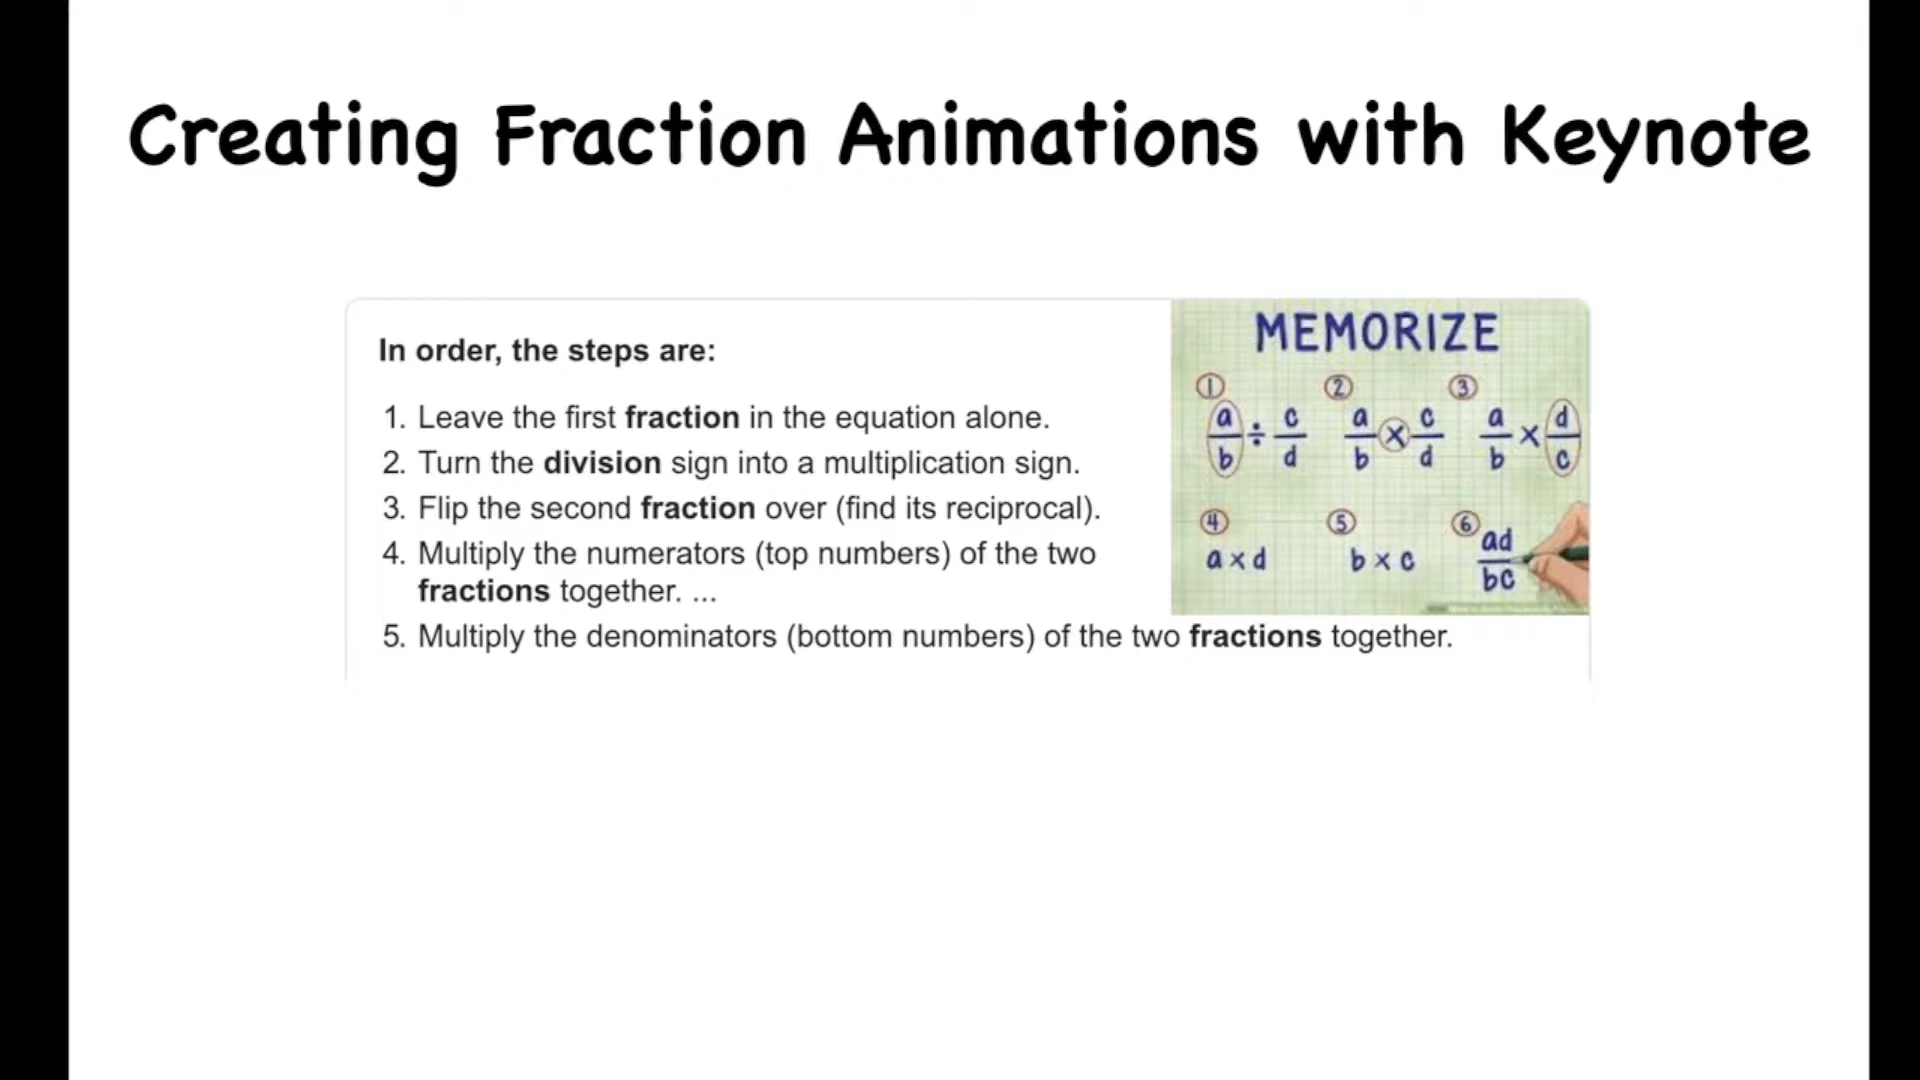 Creating Fraction Animations with Keynote
In order, the steps are:
1. Leave the first fraction in the equation alone.
2. Turn the division sign into a multiplication sign.
3. Flip the second fraction over (find its reciprocal).
4. Multiply the numerators (top numbers) of the two
fractions together. ...
5. Multiply the denominators (bottom numbers) of the two fractions together.
MEMORIZE
① ② ③
a/b ÷ c/d a/b × c/d a/b × d/c
④ ⑤ ⑥
a x d b x c ad/bc